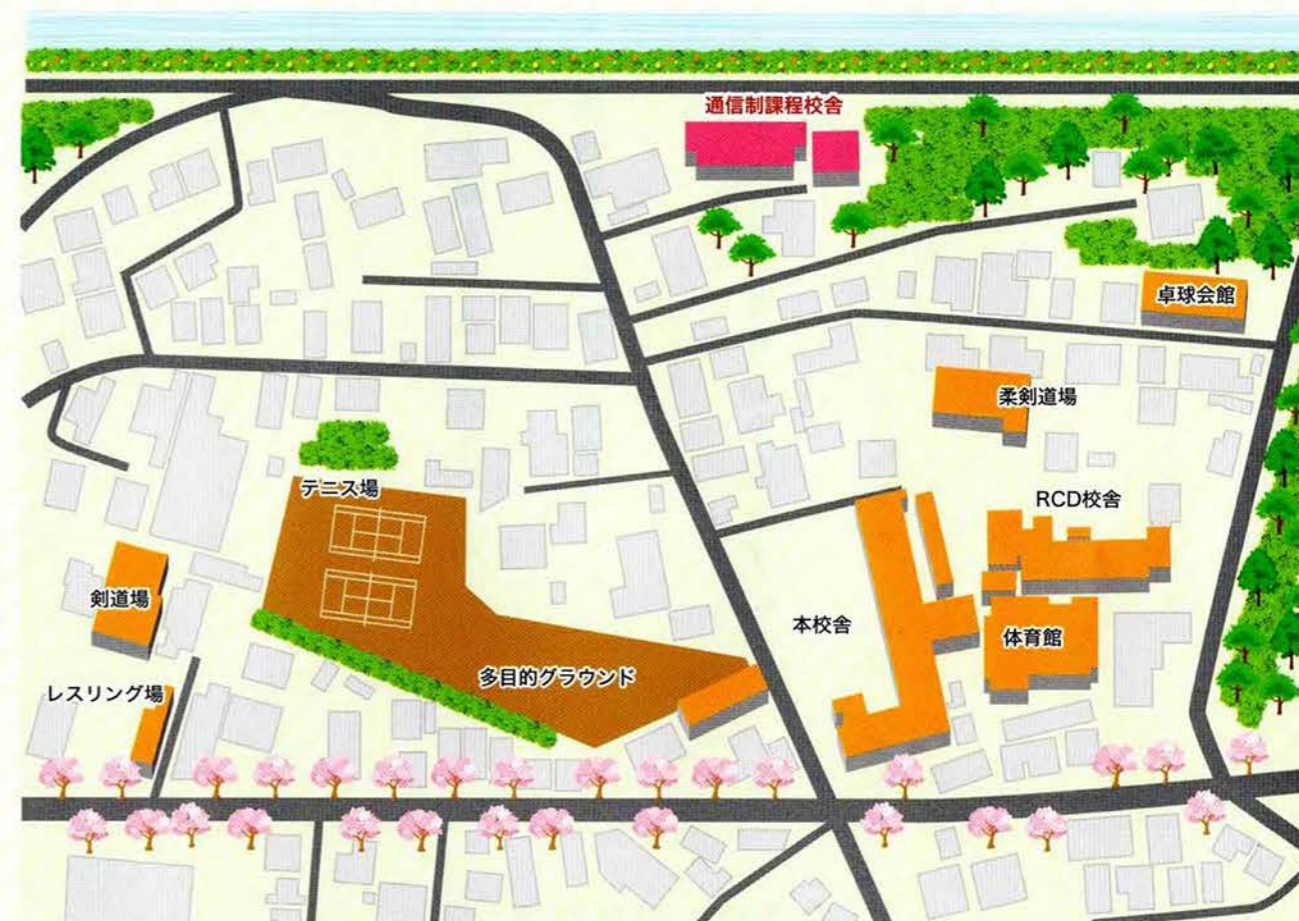 通信制課程校舎
卓球会館
柔剣道場
テニス場
RCD校舎
剣道場
本校舎
体育館
多目的グラウンド
レスリング場